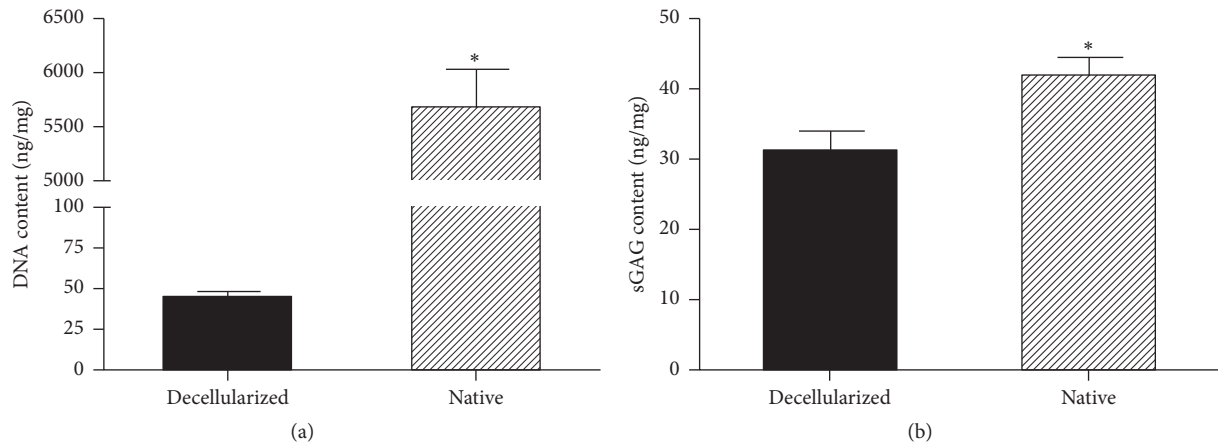 DNA content (ng/mg)
6500
6000
5500
5000
100
75
50
25
0
*
Decellularized
Native
(a)
sGAG content (ng/mg)
50
40
30
20
10
0
*
Decellularized
Native
(b)